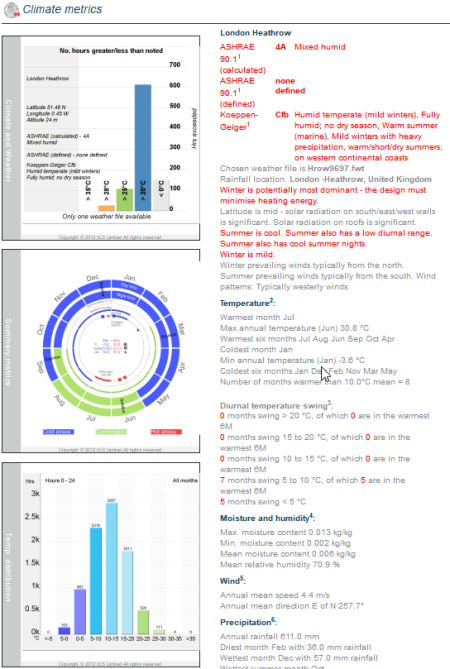 Climate metrics
No. hours greater/less than noted
700
600
500
400
300
200
100
0
Hrs exceeded
London Heathrow
Latitude 51.48 N
Longitude 0.45 W
Altitude 24 m
ASHRAE (calculated) - 4A
Mixed humid
ASHRAE (defined) - none defined
Koeppen-Geiger Cfb
Humid temperate (mild winters)
Fully humid; no dry season
Only one weather file available
Climate and Weather
Copyright © 2012 IES Limited All rights reserved
London Heathrow
ASHRAE 4A Mixed humid
90.1¹
(calculated)
ASHRAE none
90.1¹ defined
(defined)
Koeppen- Cfb Humid temperate (mild winters), Fully
Geiger¹ humid; no dry season, Warm summer
(marine), Mild winters with heavy
precipitation, warm/short/dry summers,
on western continental coasts
Chosen weather file is Hrow9697.fwt
Rainfall location: London -Heathrow, United Kingdom
Winter is potentially most dominant - the design must
minimise heating energy.
Latitude is mid - solar radiation on south/east/west walls
is significant. Solar radiation on roofs is significant.
Summer is cool. Summer also has a low diurnal range.
Summer also has cool summer nights.
Winter is mild.
Winter prevailing winds typically from the north.
Summer prevailing winds typically from the south. Wind
patterns: Typically westerly winds.
Summary metrics
Jan
Feb
Mar
Apr
May
Jun
Jul
Aug
Sep
Oct
Nov
Dec
Cold stress
Comfortable
Hot stress
Copyright © 2012 IES Limited All rights reserved
Temperature²:
Warmest month Jul
Max annual temperature (Jun) 30.8 °C
Warmest six months Jul Aug Jun Sep Oct Apr
Coldest month Jan
Min annual temperature (Jan) -3.6 °C
Coldest six months Jan Dec Feb Nov Mar May
Number of months warmer than 10.0°C mean = 8
Diurnal temperature swing³:
0 months swing > 20 °C, of which 0 are in the warmest
6M
0 months swing 15 to 20 °C, of which 0 are in the
warmest 6M
0 months swing 10 to 15 °C, of which 0 are in the
warmest 6M
7 months swing 5 to 10 °C, of which 5 are in the
warmest 6M
5 months swing < 5 °C
Temp. distribution
Hrs Hours 0 - 24 All months
3k
2.5k
2k
1.5k
1k
0.5k
0k
2857
1811
111
<-5 -5-0 0-5 5-10 10-15 15-20 20-25 25-30 30-35 >35
Copyright © 2012 IES Limited All rights reserved
Moisture and humidity⁴:
Max. moisture content 0.013 kg/kg
Min. moisture content 0.002 kg/kg
Mean moisture content 0.006 kg/kg
Mean relative humidity 70.9 %
Wind⁵:
Annual mean speed 4.4 m/s
Annual mean direction E of N 257.7°
Precipitation⁶:
Annual rainfall 611.0 mm
Driest month Feb with 36.0 mm rainfall
Wettest month Dec with 57.0 mm rainfall
Wettest summer month Oct